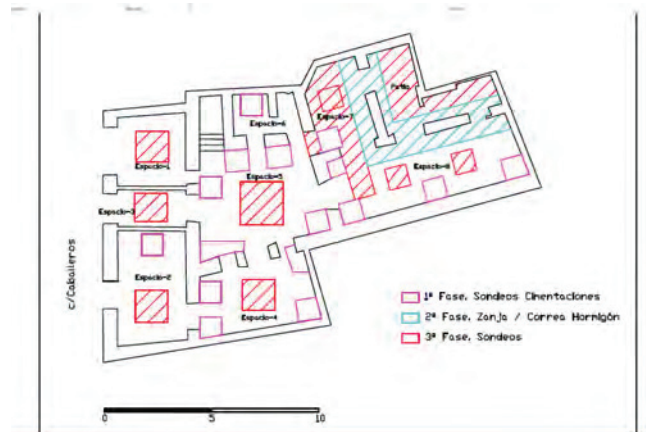 Patio
Espacio-7
Espacio-6
Espacio-8
Espacio-1
Espacio-5
Espacio-3
Espacio-2
Espacio-4
c/Caballeros
1ª Fase. Sondeos Cimentaciones
2ª Fase. Zanja / Correa Hormigón
3ª Fase. Sondeos
0 5 10